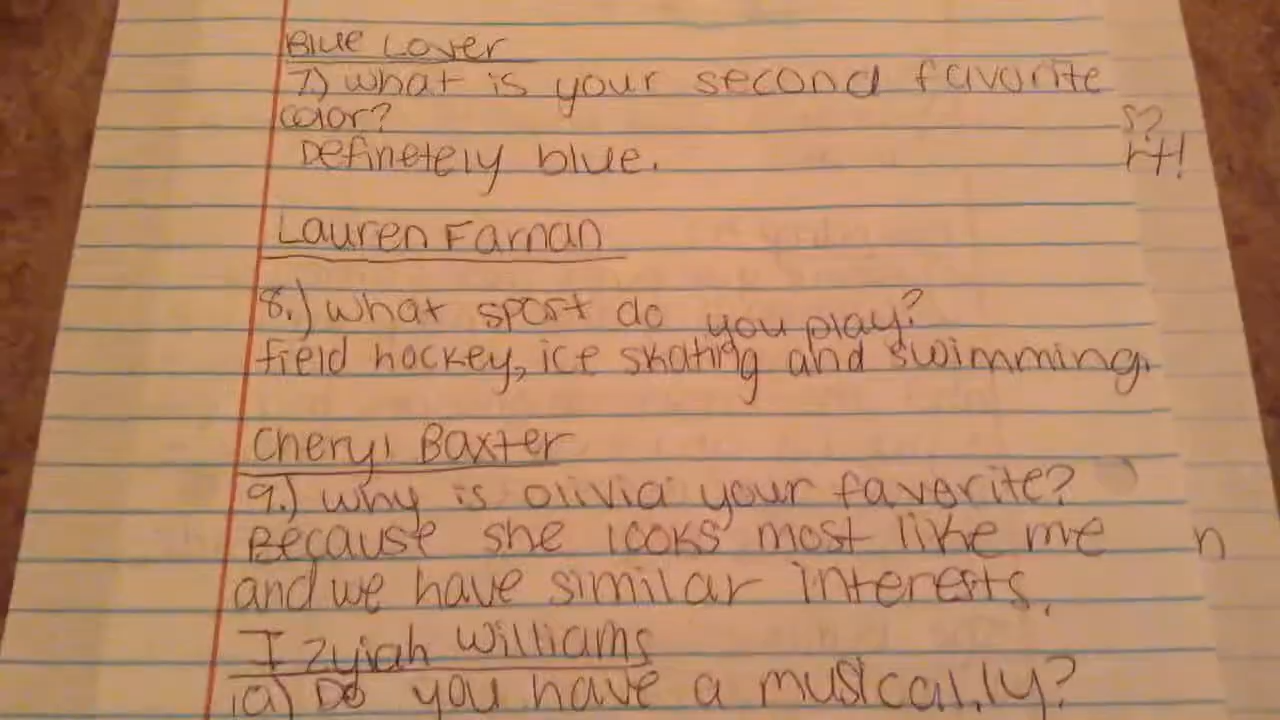 Blue Lover
7.) what is your second favorite
color?
s?
Definetely blue.
rt!
Lauren Farnan
8.) what sport do you play?
field hockey, ice skating and swimming.
Cheryl Baxter
9.) why is olivia your favorite?
Because she looks most like me
n
and we have similar interests.
Izyiah Williams
10) Do you have a musical.ly?